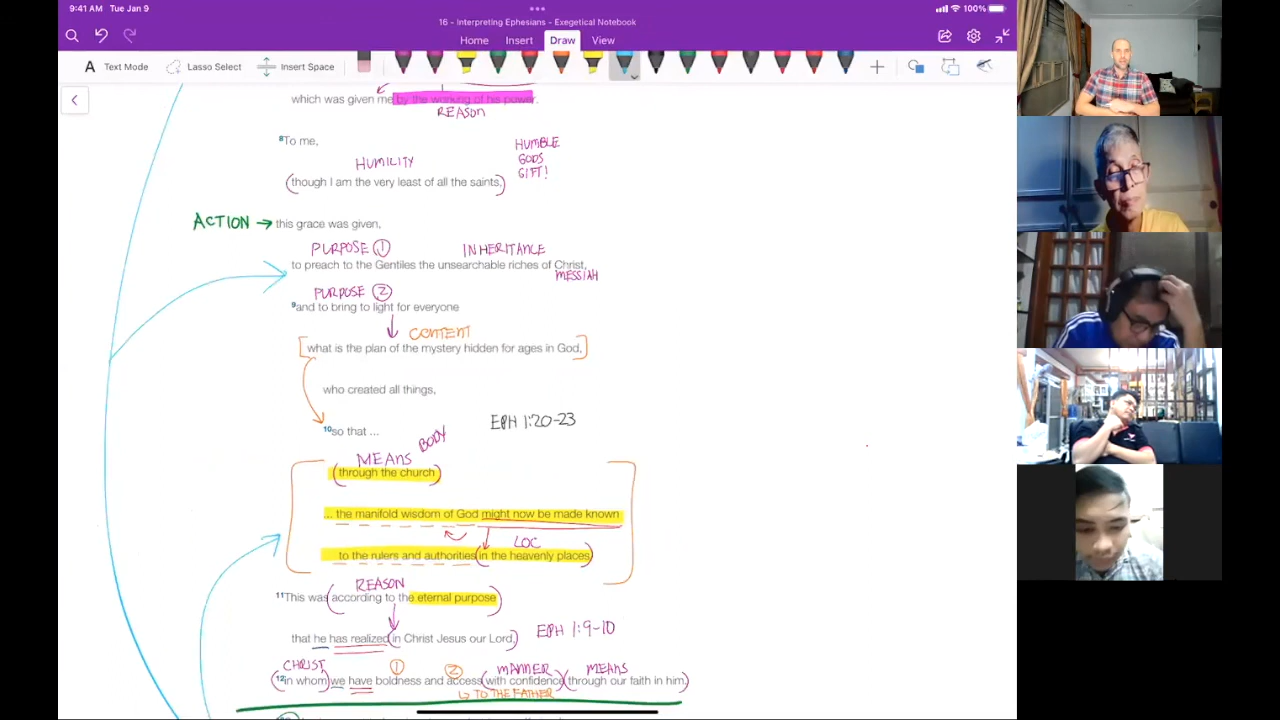 9:41 AM Tue Jan 9
100%
16 - Interpreting Ephesians - Exegetical Notebook
Home Insert Draw View
A Text Mode Lasso Select Insert Space
which was given me by the working of his power.
REASON
8To me,
HUMBLE
GODS
GIFT!
HUMILITY
(though I am the very least of all the saints,)
ACTION → this grace was given,
PURPOSE ① INHERITANCE
to preach to the Gentiles the unsearchable riches of Christ,
MESSIAH
PURPOSE ②
9and to bring to light for everyone
CONTENT
[what is the plan of the mystery hidden for ages in God,]
who created all things,
10so that ...
EPH 1:20-23
MEANS BODY
(through the church)
... the manifold wisdom of God might now be made known
LOC
to the rulers and authorities (in the heavenly places)
REASON
11This was (according to the eternal purpose)
that he has realized (in Christ Jesus our Lord,)
EPH 1:9-10
CHRIST ① ② MANNER MEANS
(12in whom) we have boldness and access (with confidence) (through our faith in him.)
↳ TO THE FATHER